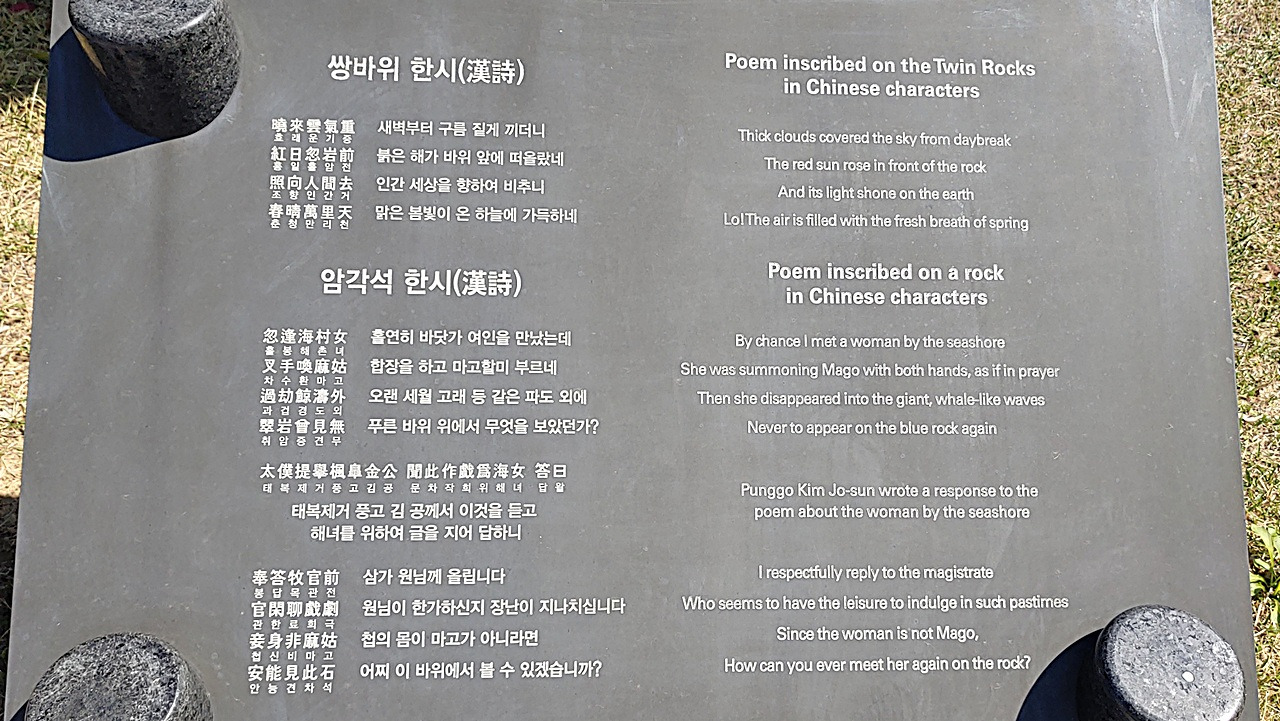 쌍바위 한시(漢詩)
曉來雲氣重 새벽부터 구름 짙게 끼더니
효래운기중
紅日忽岩前 붉은 해가 바위 앞에 떠올랐네
홍일홀암전
照向人間去 인간 세상을 향하여 비추니
조향인간거
春晴萬里天 맑은 봄빛이 온 하늘에 가득하네
춘청만리천
암각석 한시(漢詩)
忽逢海村女 홀연히 바닷가 여인을 만났는데
홀봉해촌녀
叉手喚麻姑 합장을 하고 마고할미 부르네
차수환마고
過劫鯨濤外 오랜 세월 고래 등 같은 파도 외에
과겁경도외
翠岩曾見無 푸른 바위 위에서 무엇을 보았던가?
취암증견무
太僕提擧楓皐金公 聞此作戲爲海女 答曰
태복제거풍고김공 문차작희위해녀 답왈
태복제거 풍고 김 공께서 이것을 듣고
해녀를 위하여 글을 지어 답하니
奉答牧官前 삼가 원님께 올립니다
봉답목관전
官閑聊戲劇 원님이 한가하신지 장난이 지나치십니다
관한료희극
妾身非麻姑 첩의 몸이 마고가 아니라면
첩신비마고
安能見此石 어찌 이 바위에서 볼 수 있겠습니까?
안능견차석
Poem inscribed on the Twin Rocks
in Chinese characters
Thick clouds covered the sky from daybreak
The red sun rose in front of the rock
And its light shone on the earth
Lo! The air is filled with the fresh breath of spring
Poem inscribed on a rock
in Chinese characters
By chance I met a woman by the seashore
She was summoning Mago with both hands, as if in prayer
Then she disappeared into the giant, whale-like waves
Never to appear on the blue rock again
Punggo Kim Jo-sun wrote a response to the
poem about the woman by the seashore
I respectfully reply to the magistrate
Who seems to have the leisure to indulge in such pastimes
Since the woman is not Mago,
How can you ever meet her again on the rock?